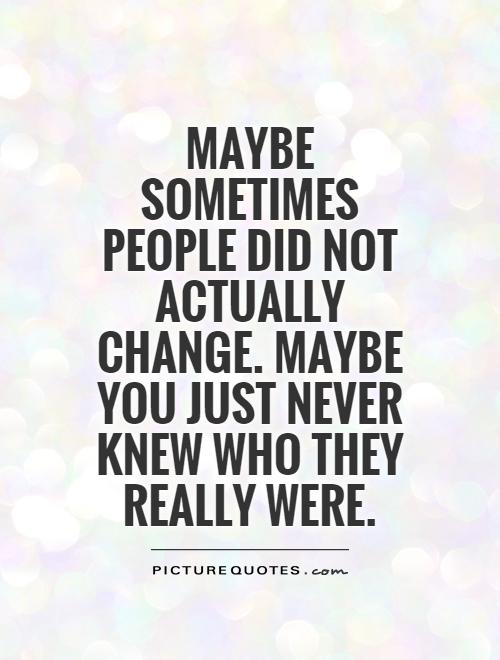 MAYBE
SOMETIMES
PEOPLE DID NOT
ACTUALLY
CHANGE. MAYBE
YOU JUST NEVER
KNEW WHO THEY
REALLY WERE.
PICTUREQUOTES.com